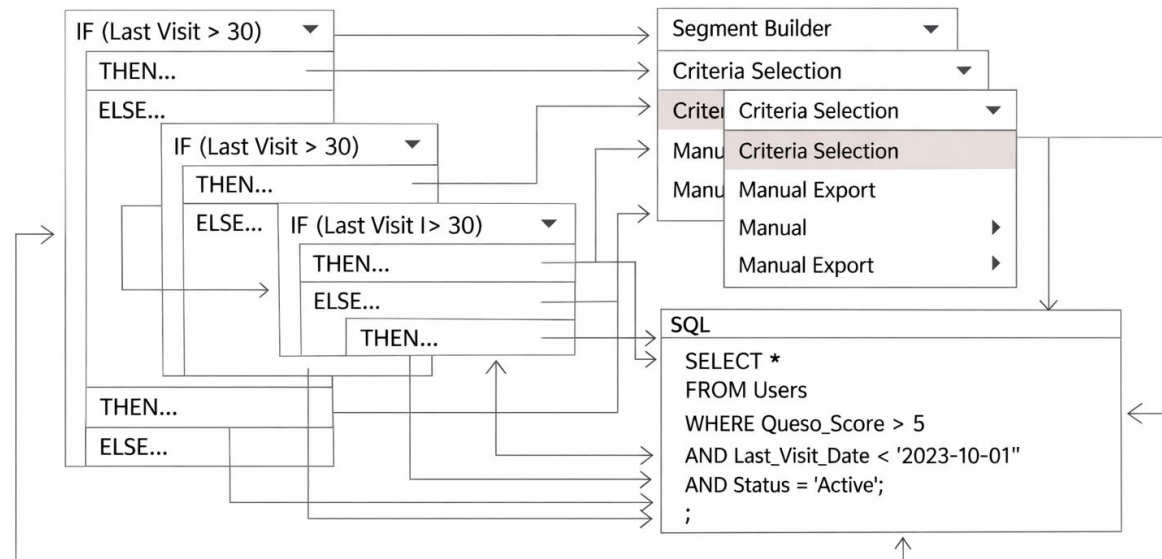 IF (Last Visit > 30)
THEN...
ELSE...
IF (Last Visit > 30)
THEN...
ELSE...
IF (Last Visit I> 30)
THEN...
ELSE...
THEN...
THEN...
ELSE...
Segment Builder
Criteria Selection
Criter
Manu
Manu
Criteria Selection
Criteria Selection
Manual Export
Manual
Manual Export
SQL
SELECT *
FROM Users
WHERE Queso_Score > 5
AND Last_Visit_Date < '2023-10-01"
AND Status = 'Active';
;